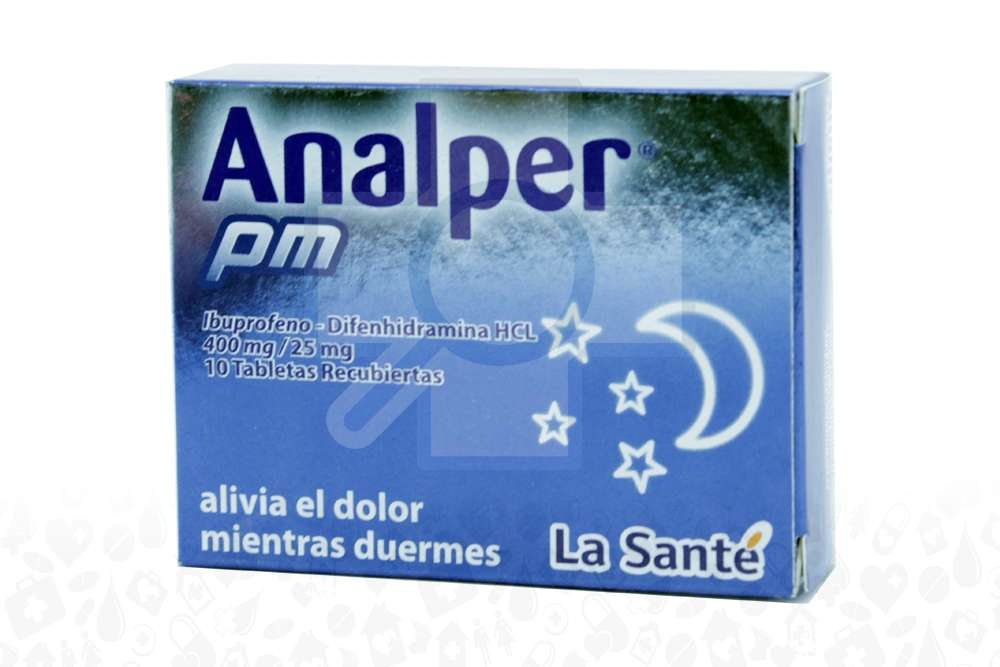 Analper®
pm
Ibuprofeno - Difenhidramina HCL
400 mg / 25 mg
10 Tabletas Recubiertas
alivia el dolor
mientras duermes
La Santé